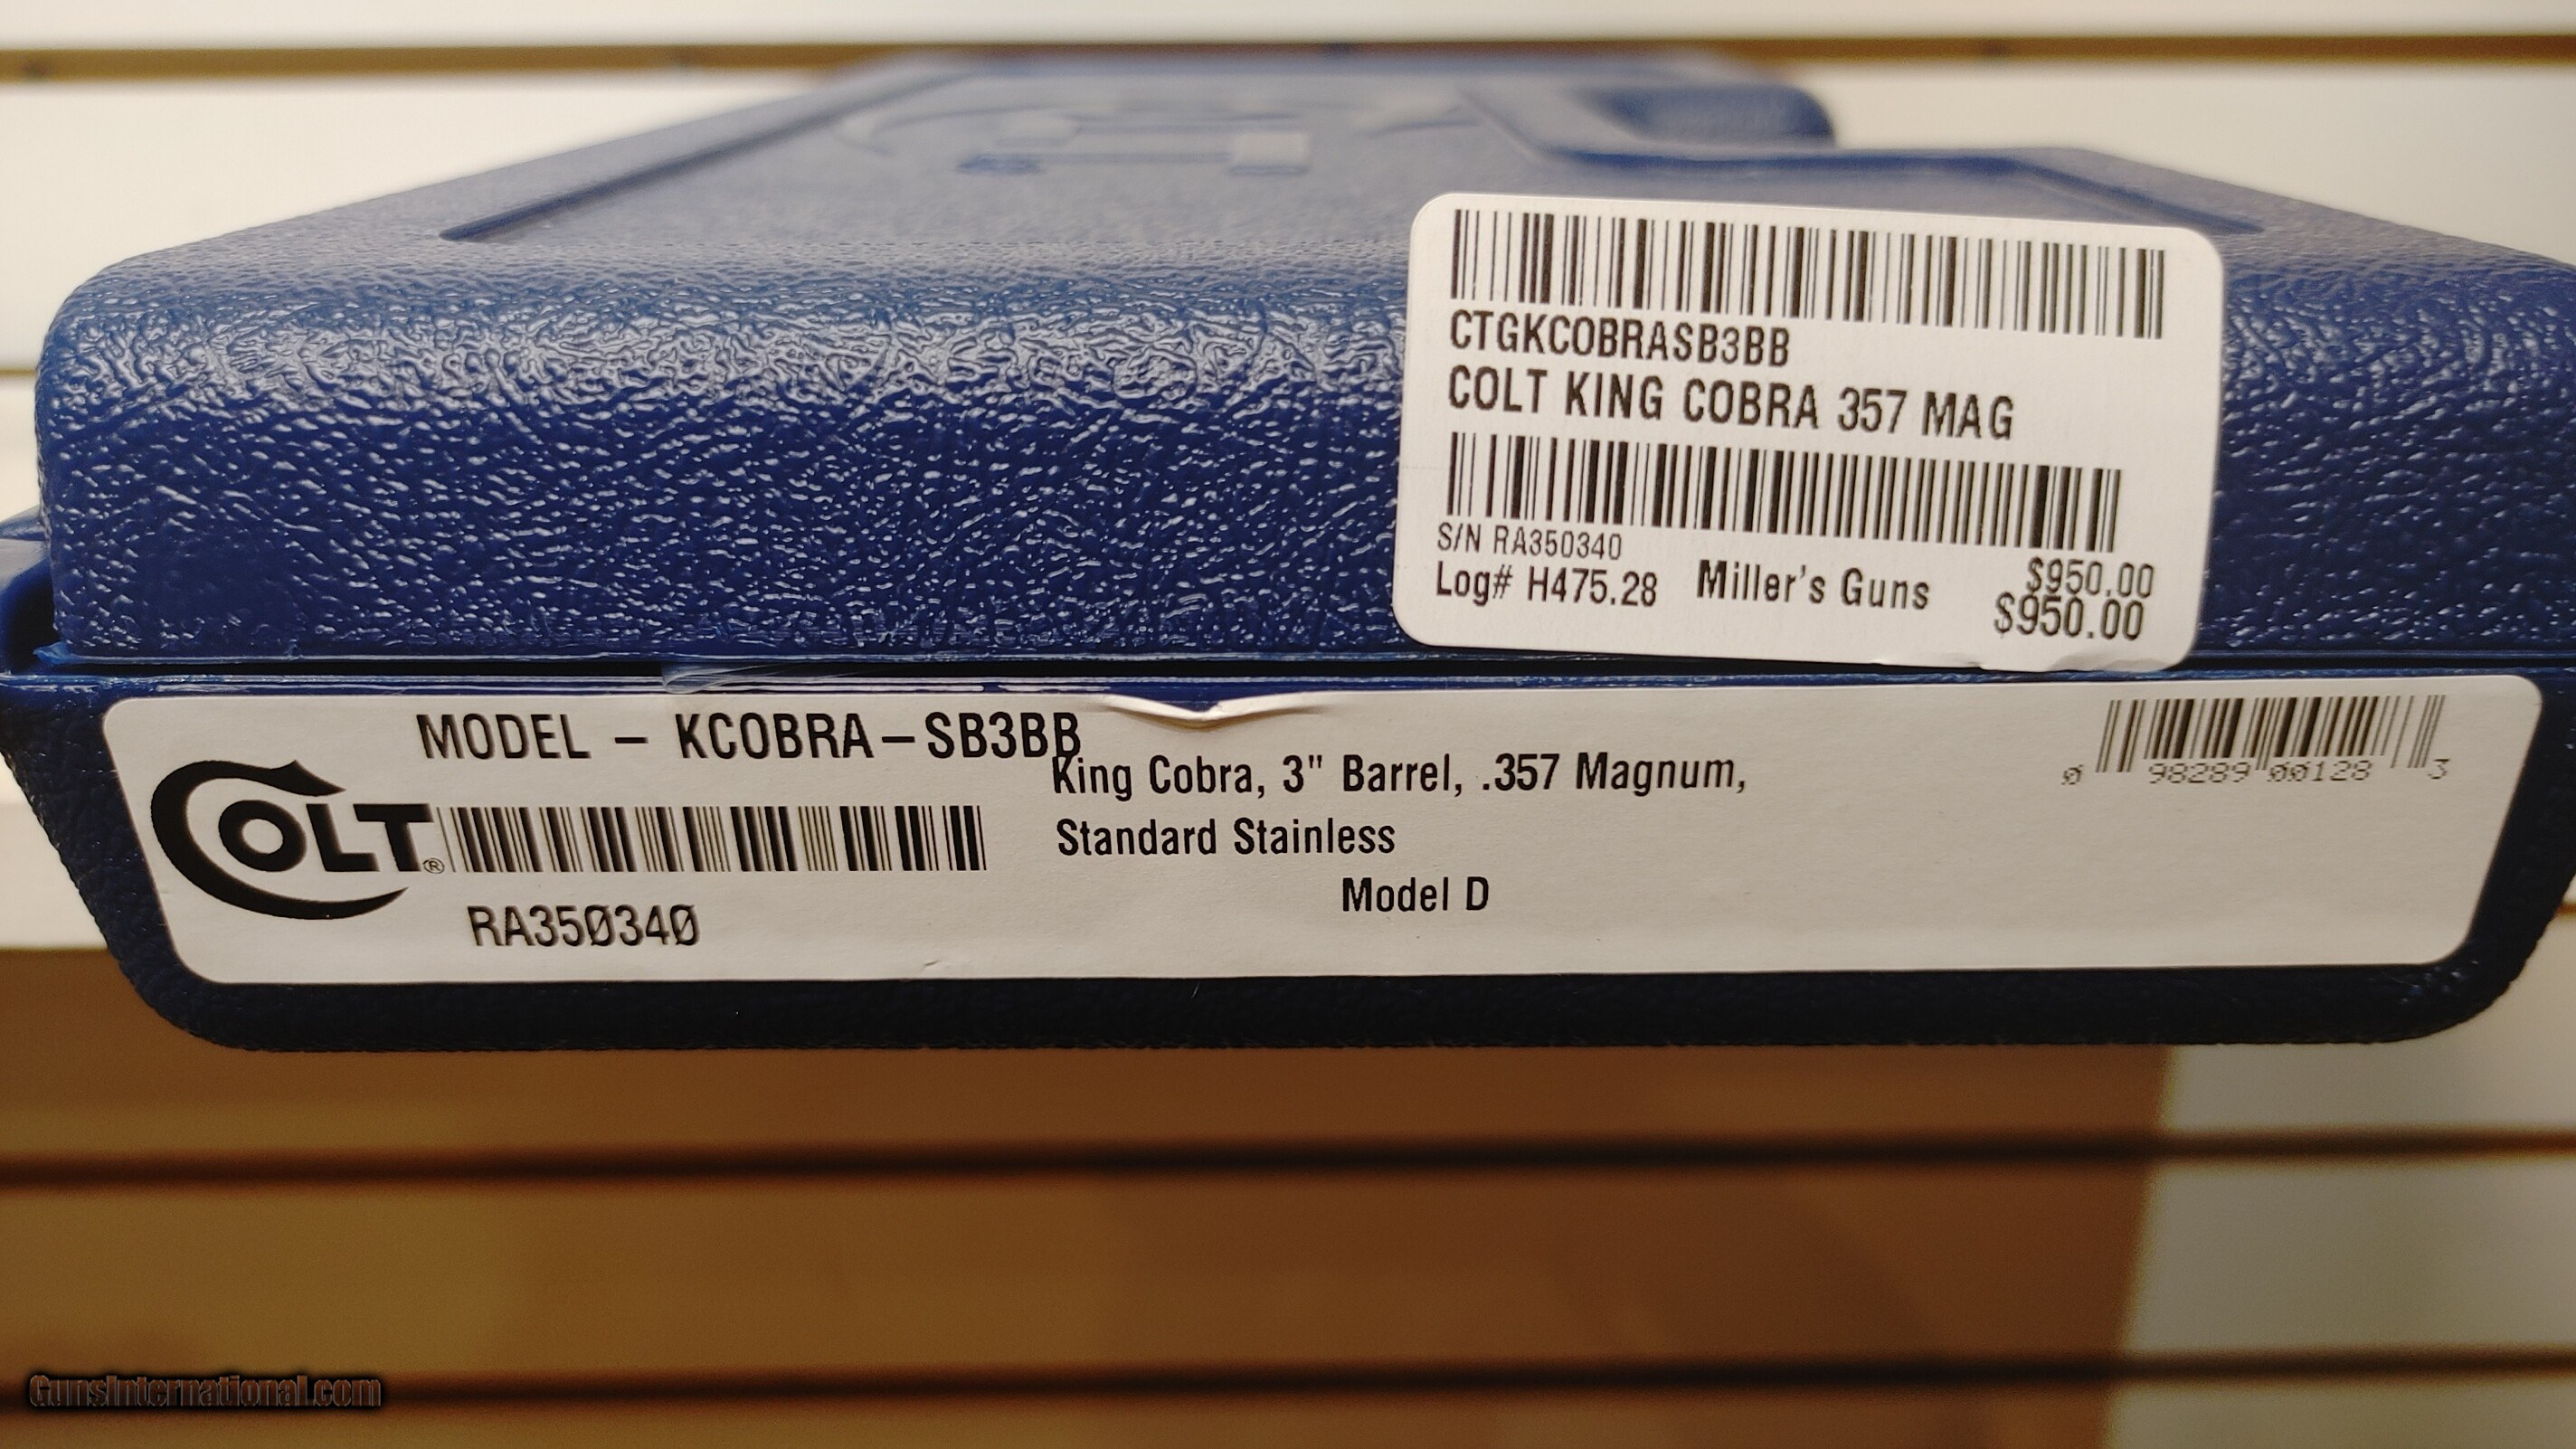 CTGKCOBRASB3BB
COLT KING COBRA 357 MAG
S/N RA350340
$950.00
Log# H475.28 Miller's Guns $950.00
MODEL – KCOBRA–SB3BB
King Cobra, 3" Barrel, .357 Magnum,
Standard Stainless
Model D
COLT®
RA350340
0 98289 00128 3
GunsInternational.com